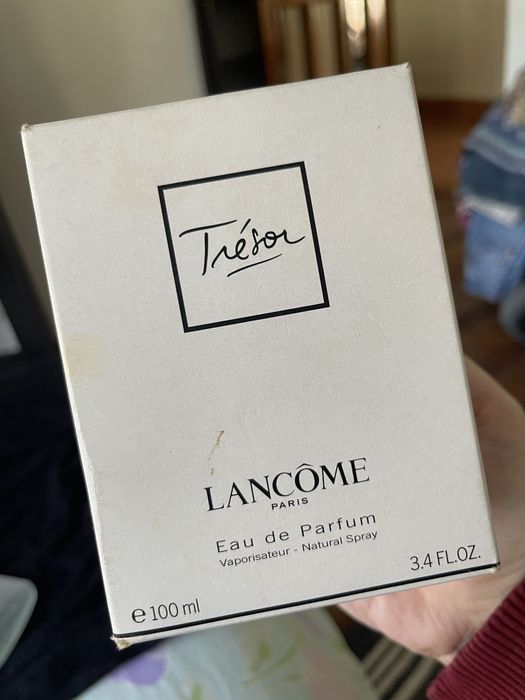 Trésor
LANCÔME
PARIS
Eau de Parfum
Vaporisateur - Natural Spray
℮ 100 ml
3.4 FL.OZ.